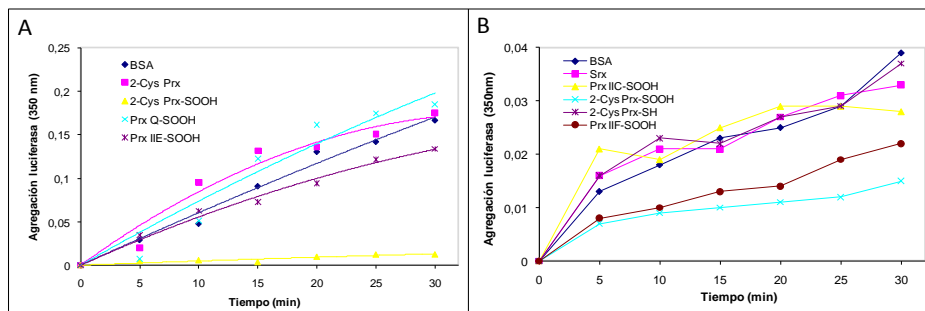 A
Agregación luciferasa (350 nm)
0,25
0,2
0,15
0,1
0,05
0
BSA
2-Cys Prx
2-Cys Prx-SOOH
Prx Q-SOOH
Prx IIE-SOOH
0 5 10 15 20 25 30
Tiempo (min)
B
Agregación luciferasa (350nm)
0,04
0,03
0,02
0,01
0
BSA
Srx
Prx IIC-SOOH
2-Cys Prx-SOOH
2-Cys Prx-SH
Prx IIF-SOOH
0 5 10 15 20 25 30
Tiempo (min)